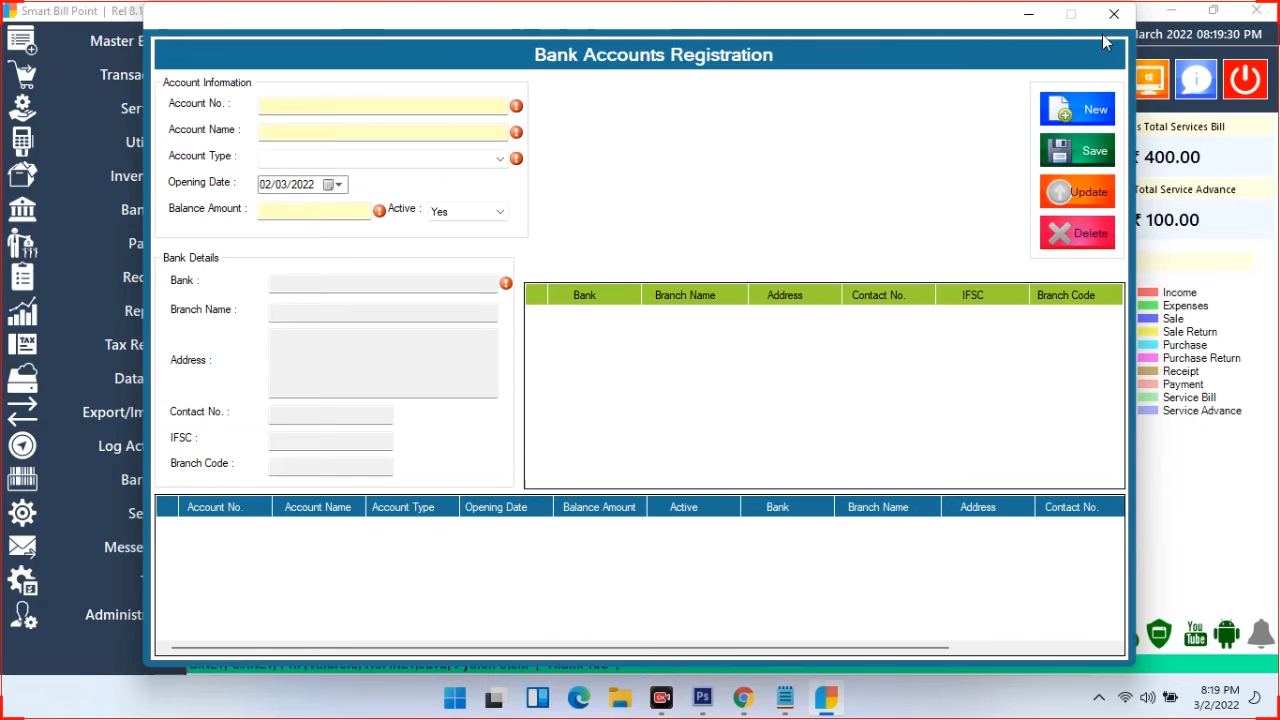 Smart Bill Point | Rel 8.1
Master
Transa
Ser
Uti
Inven
Ban
Pa
Rec
Rep
Tax Re
Data
Export/Im
Log Ac
Bar
Se
Messe
Administ
Bank Accounts Registration
Account Information
Account No. :
Account Name :
Account Type :
Opening Date : 02/03/2022
Balance Amount : Active : Yes
Bank Details
Bank :
Branch Name :
Address :
Contact No. :
IFSC :
Branch Code :
New
Save
Update
Delete
Bank Branch Name Address Contact No. IFSC Branch Code
Account No. Account Name Account Type Opening Date Balance Amount Active Bank Branch Name Address Contact No.
arch 2022 08:19:30 PM
s Total Services Bill
₹ 400.00
Total Service Advance
₹ 100.00
Income
Expenses
Sale
Sale Return
Purchase
Purchase Return
Receipt
Payment
Service Bill
Service Advance
You
Tube
TAX
Ps
8:19 PM
3/2/2022